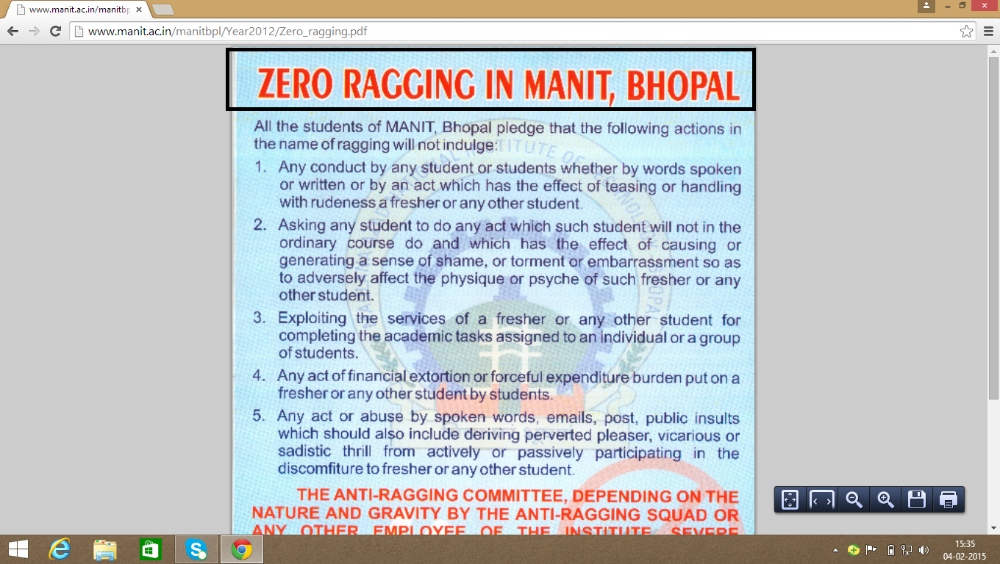 www.manit.ac.in/manitbp
www.manit.ac.in/manitbpl/Year2012/Zero_ragging.pdf
ZERO RAGGING IN MANIT, BHOPAL
All the students of MANIT, Bhopal pledge that the following actions in
the name of ragging will not indulge:
1. Any conduct by any student or students whether by words spoken
or written or by an act which has the effect of teasing or handling
with rudeness a fresher or any other student.
2. Asking any student to do any act which such student will not in the
ordinary course do and which has the effect of causing or
generating a sense of shame, or torment or embarrassment so as
to adversely affect the physique or psyche of such fresher or any
other student.
3. Exploiting the services of a fresher or any other student for
completing the academic tasks assigned to an individual or a group
of students.
4. Any act of financial extortion or forceful expenditure burden put on a
fresher or any other student by students.
5. Any act or abuse by spoken words, emails, post, public insults
which should also include deriving perverted pleaser, vicarious or
sadistic thrill from actively or passively participating in the
discomfiture to fresher or any other student.
THE ANTI-RAGGING COMMITTEE, DEPENDING ON THE
NATURE AND GRAVITY BY THE ANTI-RAGGING SQUAD OR
ANY OTHER EMPLOYEE OF THE INSTITUTE, SEVERE
15:35
04-02-2015